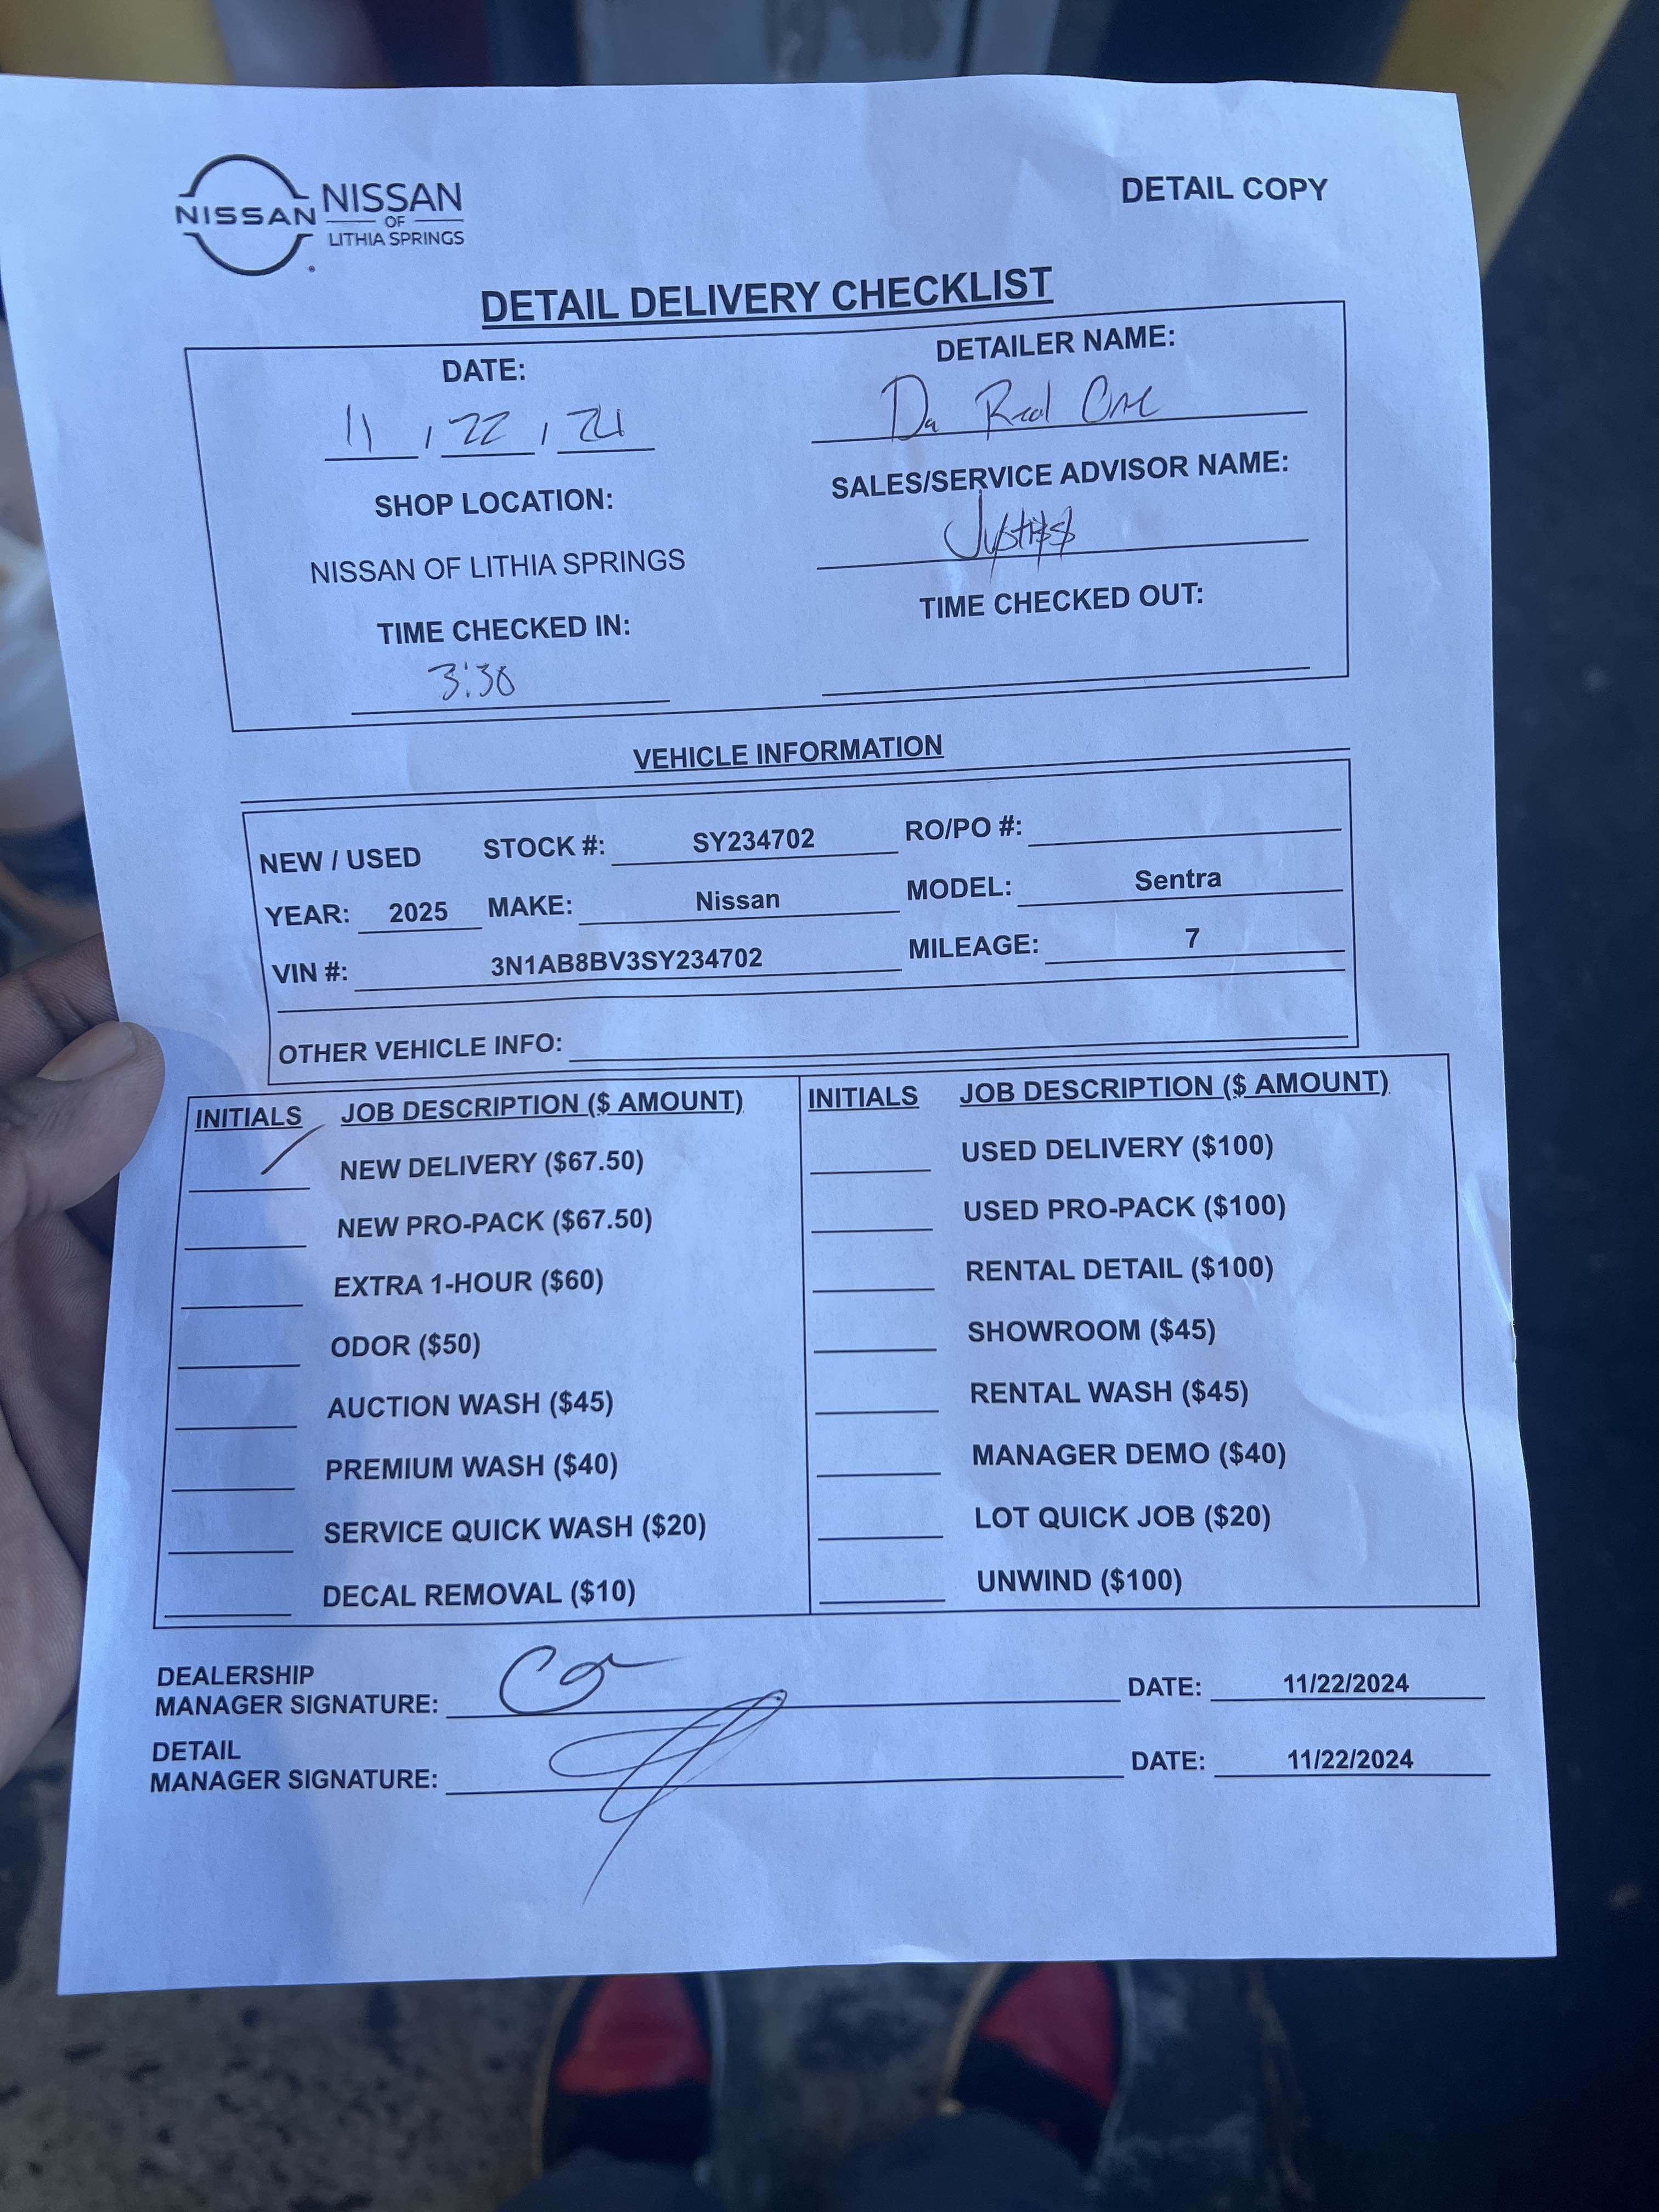 NISSAN NISSAN
OF
LITHIA SPRINGS
DETAIL COPY
DETAIL DELIVERY CHECKLIST
DATE:
11 / 22 / 24
DETAILER NAME:
Da Real One
SHOP LOCATION:
NISSAN OF LITHIA SPRINGS
SALES/SERVICE ADVISOR NAME:
TIME CHECKED IN:
3:30
TIME CHECKED OUT:
VEHICLE INFORMATION
NEW / USED STOCK #: SY234702 RO/PO #:
YEAR: 2025 MAKE: Nissan MODEL: Sentra
VIN #: 3N1AB8BV3SY234702 MILEAGE: 7
OTHER VEHICLE INFO:
INITIALS JOB DESCRIPTION ($ AMOUNT)
NEW DELIVERY ($67.50)
NEW PRO-PACK ($67.50)
EXTRA 1-HOUR ($60)
ODOR ($50)
AUCTION WASH ($45)
PREMIUM WASH ($40)
SERVICE QUICK WASH ($20)
DECAL REMOVAL ($10)
INITIALS JOB DESCRIPTION ($ AMOUNT)
USED DELIVERY ($100)
USED PRO-PACK ($100)
RENTAL DETAIL ($100)
SHOWROOM ($45)
RENTAL WASH ($45)
MANAGER DEMO ($40)
LOT QUICK JOB ($20)
UNWIND ($100)
DEALERSHIP
MANAGER SIGNATURE: DATE: 11/22/2024
DETAIL
MANAGER SIGNATURE: DATE: 11/22/2024